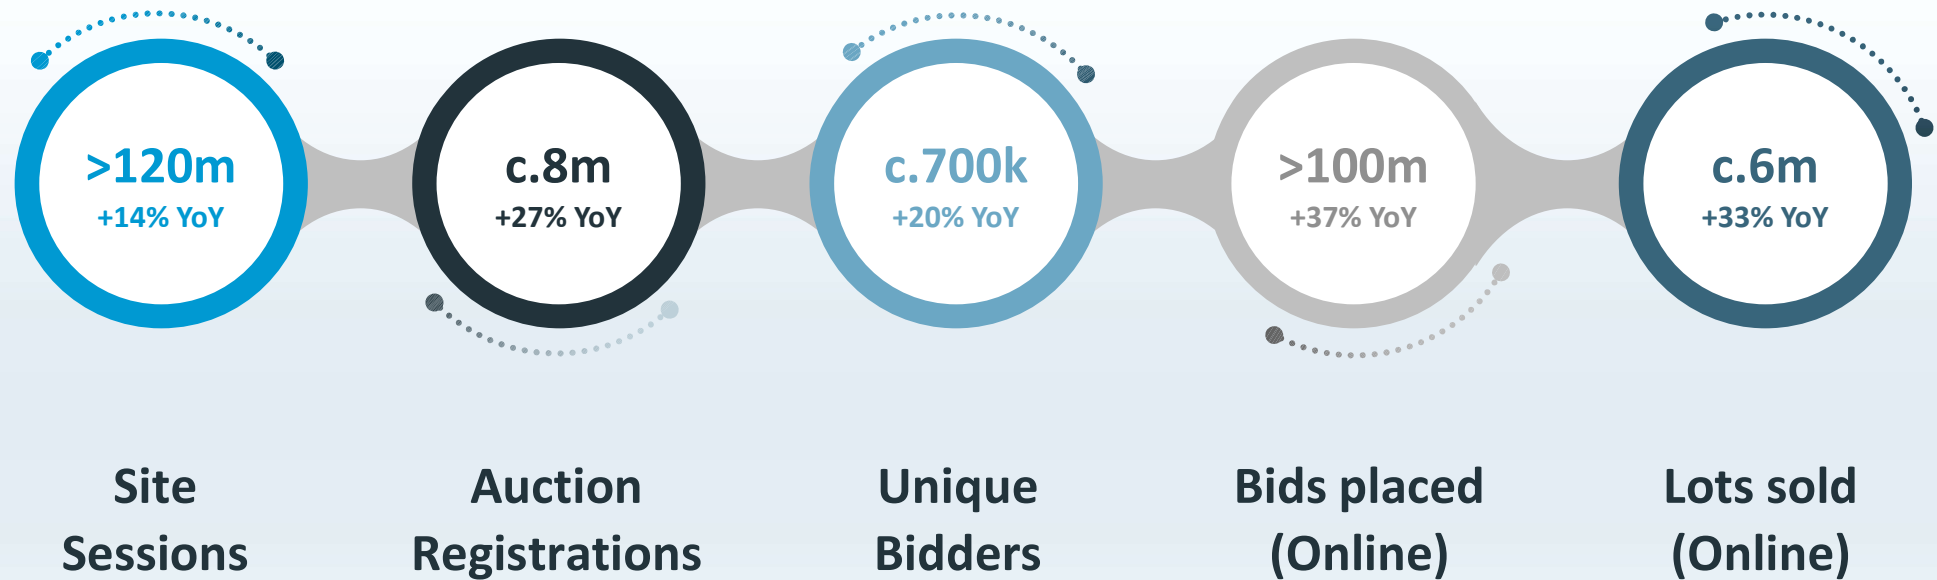 >120m
+14% YoY
c.8m
+27% YoY
c.700k
+20% YoY
>100m
+37% YoY
c.6m
+33% YoY
Site
Sessions
Auction
Registrations
Unique
Bidders
Bids placed
(Online)
Lots sold
(Online)